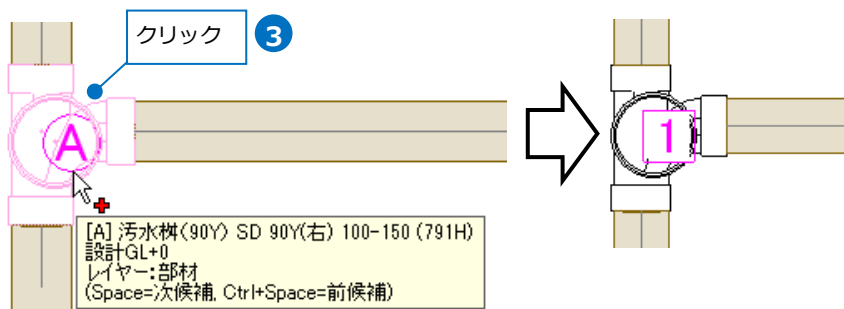 クリック
3
A
[A] 汚水桝(90Y) SD 90Y(右) 100-150 (791H)
設計GL+0
レイヤー:部材
(Space=次候補, Ctrl+Space=前候補)
1